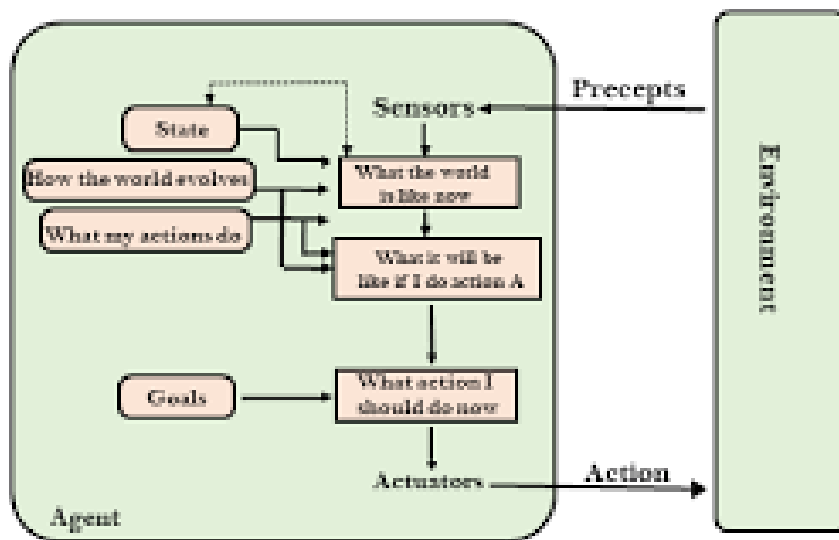 Precepts
Sensors
State
What the world
is like now
How the world evolves
What my actions do
What it will be
like if I do action A
Environment
What action I
should do now
Goals
Actuators
Action
Agent